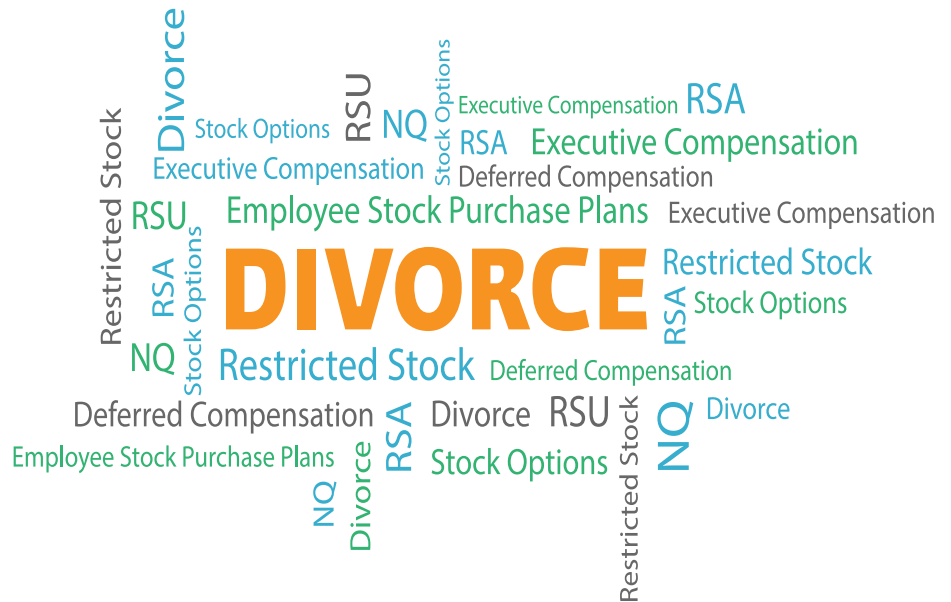 Divorce
Stock Options
RSU
NQ
Stock Options
Executive Compensation
RSA
RSA
Executive Compensation
Restricted Stock
Executive Compensation
Deferred Compensation
RSU
Employee Stock Purchase Plans
Executive Compensation
RSA
Stock Options
DIVORCE
Restricted Stock
RSA
Stock Options
NQ
Restricted Stock
Deferred Compensation
Deferred Compensation
RSA
Divorce
RSU
Restricted Stock
NQ
Divorce
Employee Stock Purchase Plans
Divorce
Stock Options
NQ